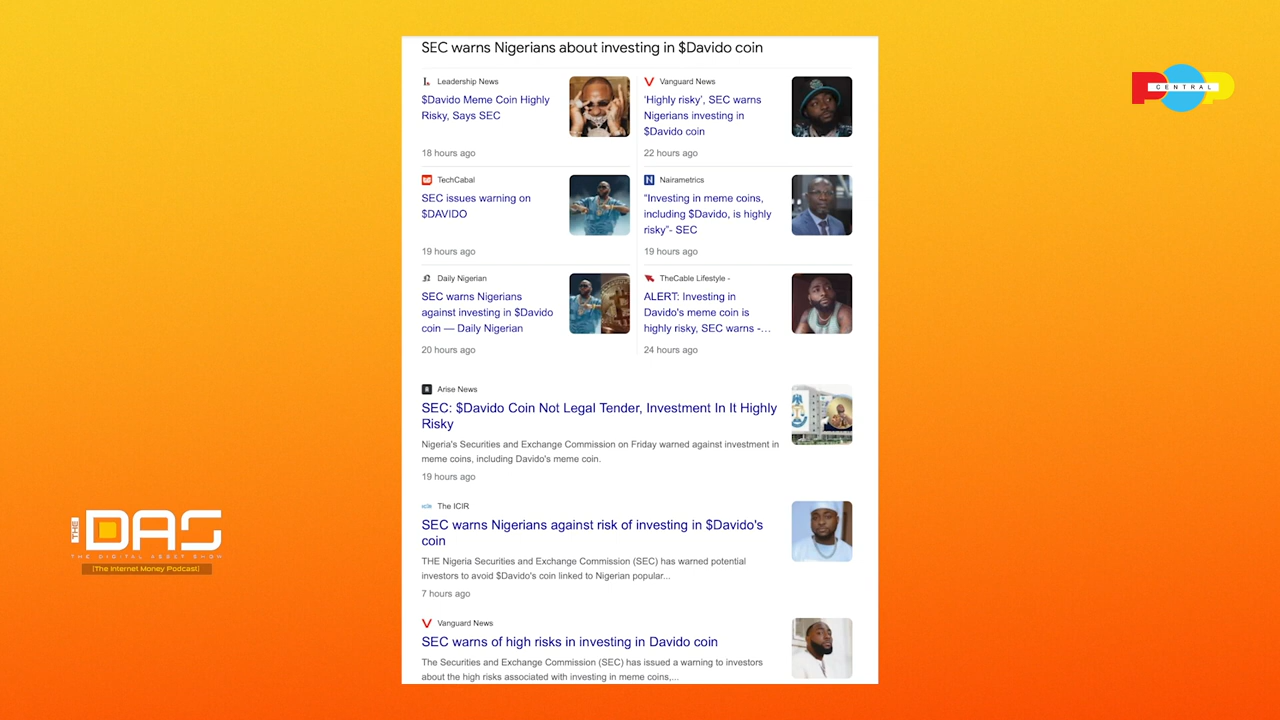 SEC warns Nigerians about investing in $Davido coin
Leadership News
$Davido Meme Coin Highly
Risky, Says SEC
18 hours ago
Vanguard News
‘Highly risky’, SEC warns
Nigerians investing in
$Davido coin
22 hours ago
TechCabal
SEC issues warning on
$DAVIDO
19 hours ago
Nairametrics
“Investing in meme coins,
including $Davido, is highly
risky”- SEC
19 hours ago
Daily Nigerian
SEC warns Nigerians
against investing in $Davido
coin — Daily Nigerian
20 hours ago
TheCable Lifestyle -
ALERT: Investing in
Davido's meme coin is
highly risky, SEC warns -…
24 hours ago
Arise News
SEC: $Davido Coin Not Legal Tender, Investment In It Highly
Risky
Nigeria's Securities and Exchange Commission on Friday warned against investment in
meme coins, including Davido's meme coin.
19 hours ago
The ICIR
SEC warns Nigerians against risk of investing in $Davido's
coin
THE Nigeria Securities and Exchange Commission (SEC) has warned potential
investors to avoid $Davido's coin linked to Nigerian popular...
7 hours ago
Vanguard News
SEC warns of high risks in investing in Davido coin
The Securities and Exchange Commission (SEC) has issued a warning to investors
about the high risks associated with investing in meme coins,...
POP
CENTRAL
THE
DAS
THE DIGITAL ASSET SHOW
[The Internet Money Podcast]